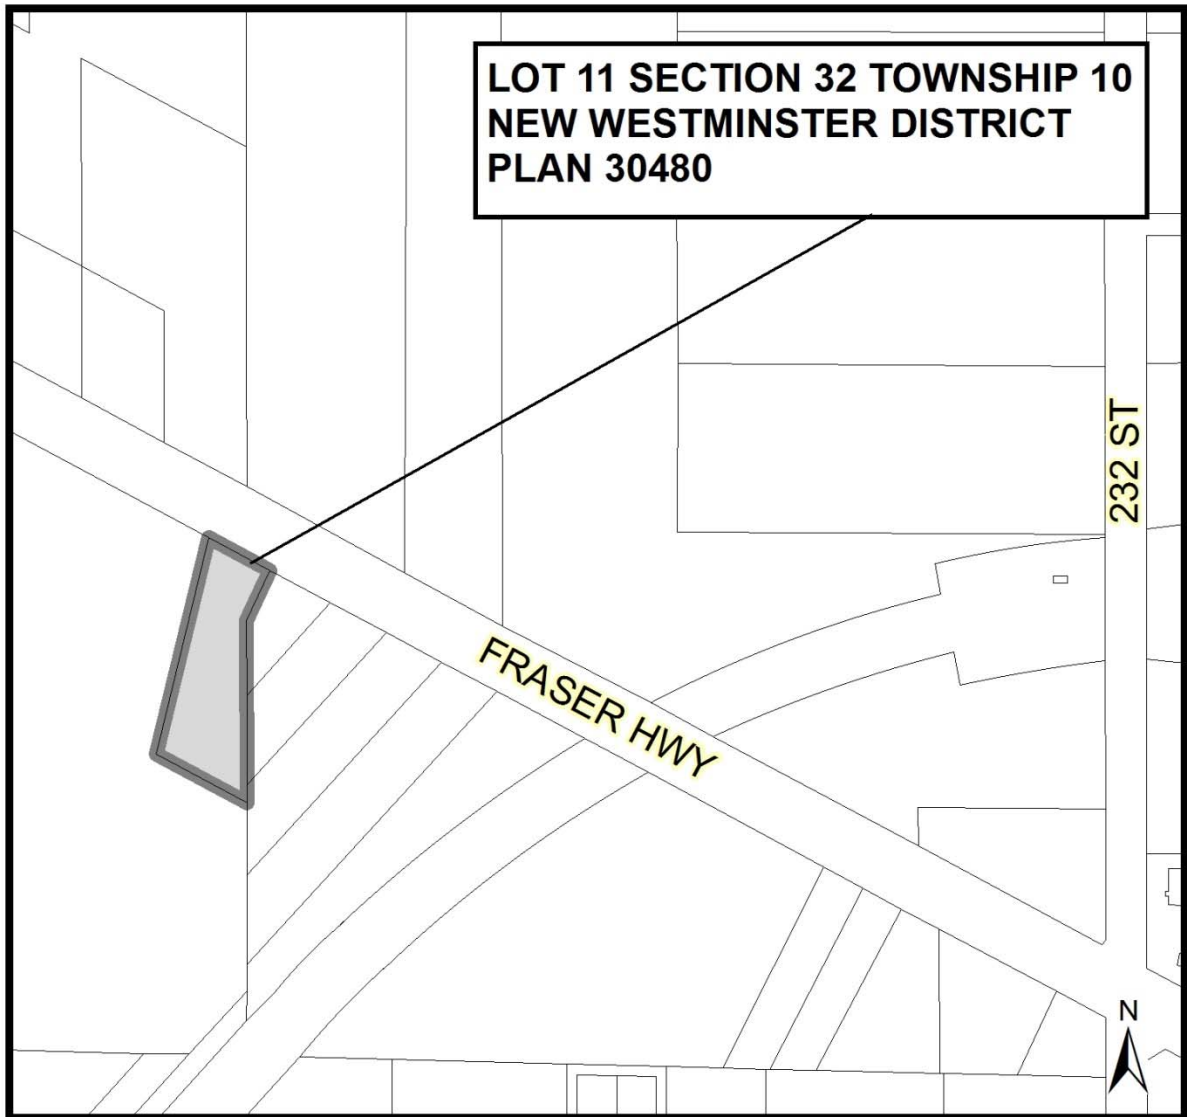 LOT 11 SECTION 32 TOWNSHIP 10
NEW WESTMINSTER DISTRICT
PLAN 30480
232 ST
FRASER HWY
N